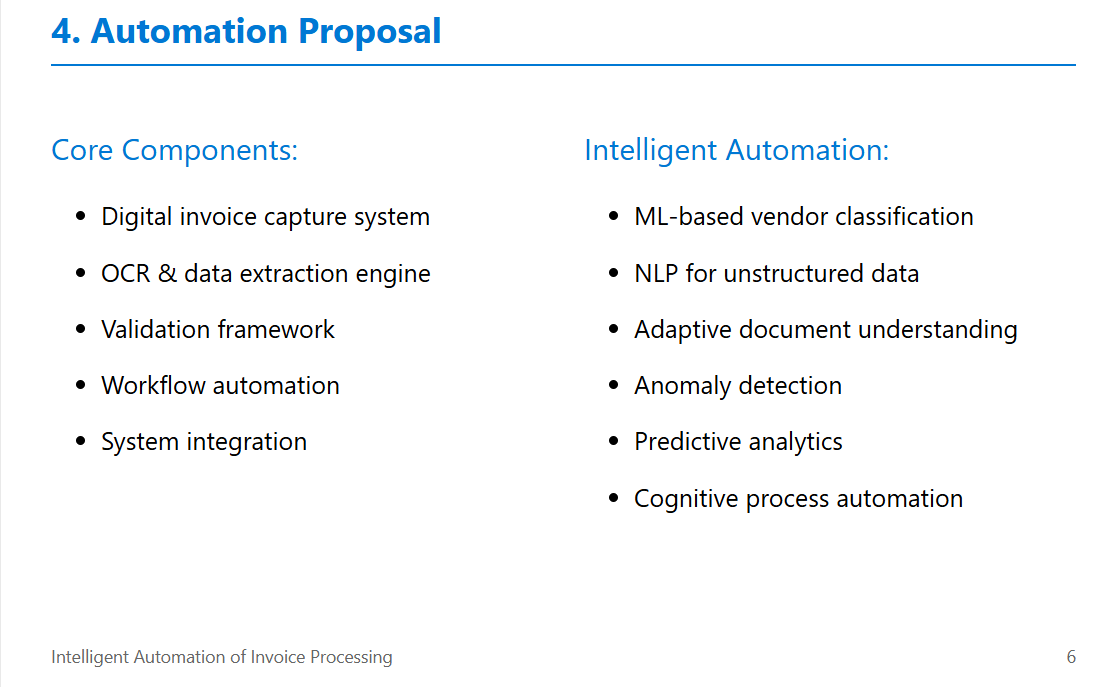 4. Automation Proposal
Core Components:
• Digital invoice capture system
• OCR & data extraction engine
• Validation framework
• Workflow automation
• System integration
Intelligent Automation:
• ML-based vendor classification
• NLP for unstructured data
• Adaptive document understanding
• Anomaly detection
• Predictive analytics
• Cognitive process automation
Intelligent Automation of Invoice Processing
6